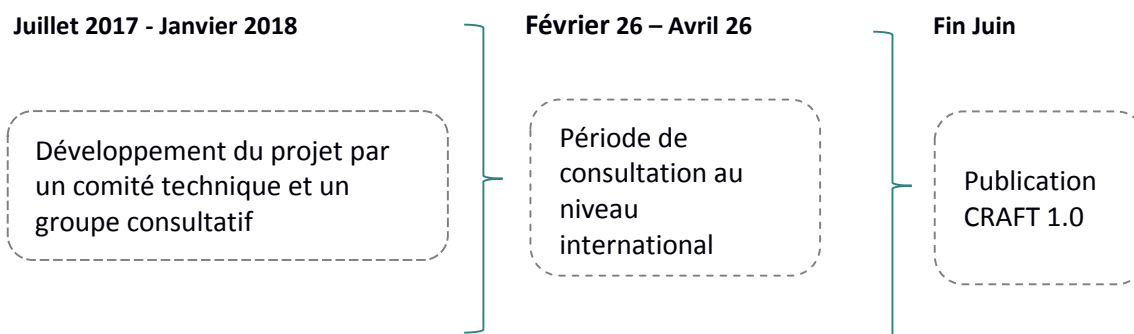 Juillet 2017 - Janvier 2018
Février 26 – Avril 26
Fin Juin
Développement du projet par
un comité technique et un
groupe consultatif
Période de
consultation au
niveau
international
Publication
CRAFT 1.0